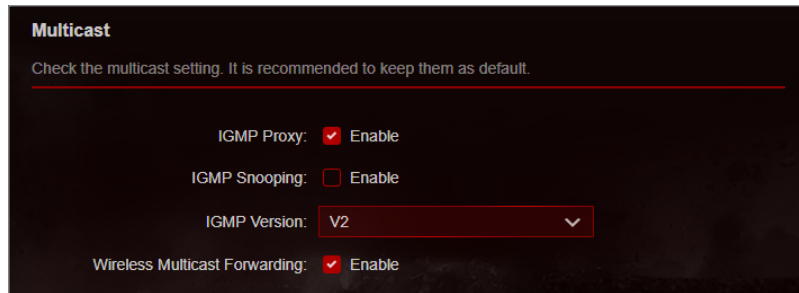 Multicast
Check the multicast setting. It is recommended to keep them as default.
IGMP Proxy: Enable
IGMP Snooping: Enable
IGMP Version: V2
Wireless Multicast Forwarding: Enable